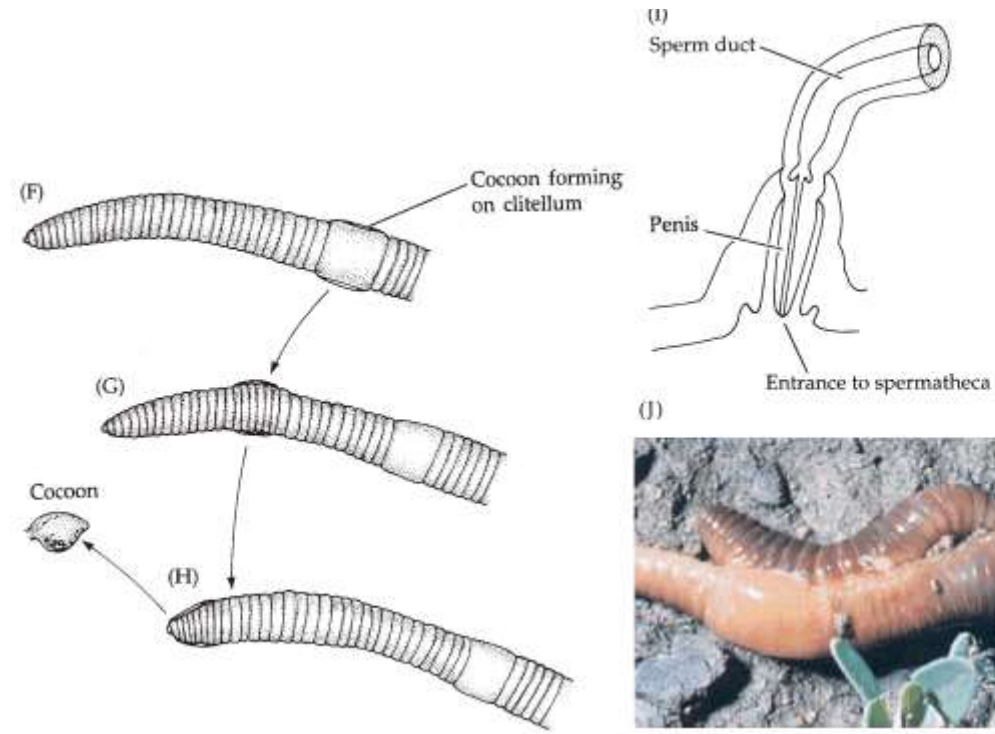 (I)
Sperm duct
(F)
Cocoon forming
on clitellum
Penis
(G)
Entrance to spermatheca
(J)
Cocoon
(H)